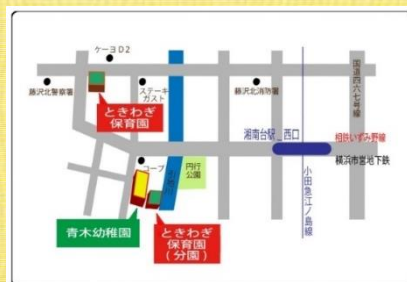 ケーヨD2
国道四六七号線
藤沢北警察署
ステーキ
ガスト
藤沢北消防署
ときわぎ
保育園
湘南台駅 西口
相鉄いずみ野線
横浜市営地下鉄
コープ
円行
公園
小田急江ノ島線
青木幼稚園
ときわぎ
保育園
(分園)